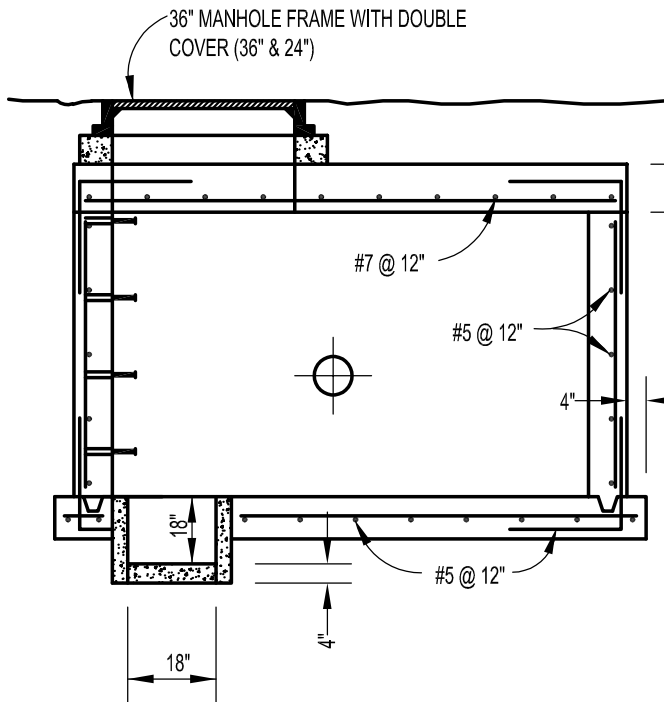 36" MANHOLE FRAME WITH DOUBLE
COVER (36" & 24")
#7 @ 12"
#5 @ 12"
4"
18"
#5 @ 12"
4"
18"